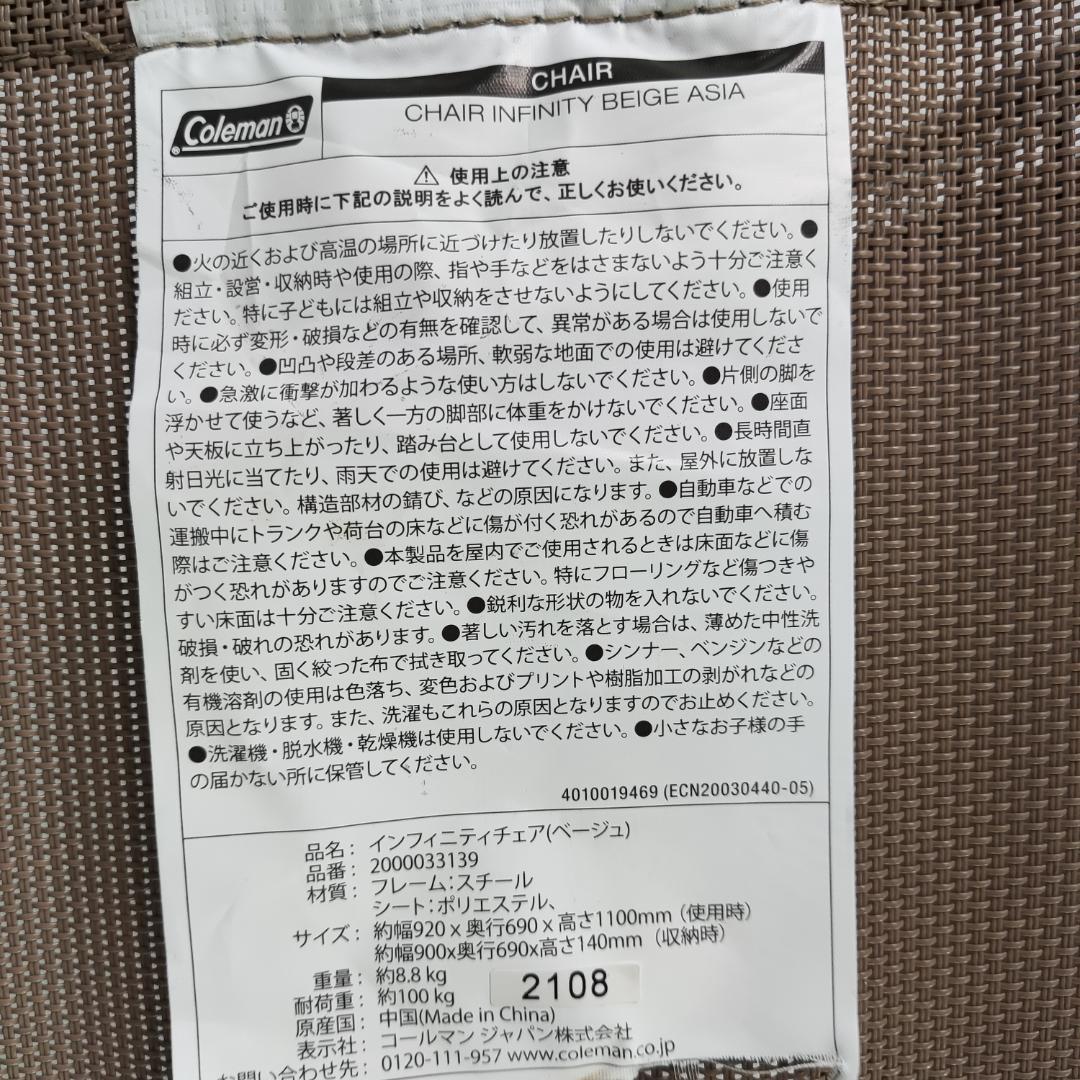 CHAIR
Coleman
CHAIR INFINITY BEIGE ASIA
⚠ 使用上の注意
ご使用時に下記の説明をよく読んで、正しくお使いください。
●火の近くおよび高温の場所に近づけたり放置したりしないでください。●
組立・設営・収納時や使用の際、指や手などをはさまないよう十分ご注意く
ださい。特に子どもには組立や収納をさせないようにしてください。●使用
時に必ず変形・破損などの有無を確認して、異常がある場合は使用しないで
ください。●凹凸や段差のある場所、軟弱な地面での使用は避けてくださ
い。●急激に衝撃が加わるような使い方はしないでください。●片側の脚を
浮かせて使うなど、著しく一方の脚部に体重をかけないでください。●座面
や天板に立ち上がったり、踏み台として使用しないでください。●長時間直
射日光に当てたり、雨天での使用は避けてください。また、屋外に放置しな
いでください。構造部材の錆び、などの原因になります。●自動車などでの
運搬中にトランクや荷台の床などに傷が付く恐れがあるので自動車へ積む
際はご注意ください。●本製品を屋内でご使用されるときは床面などに傷
がつく恐れがありますのでご注意ください。特にフローリングなど傷つきや
すい床面は十分ご注意ください。●鋭利な形状の物を入れないでください。
破損・破れの恐れがあります。●著しい汚れを落とす場合は、薄めた中性洗
剤を使い、固く絞った布で拭き取ってください。●シンナー、ベンジンなどの
有機溶剤の使用は色落ち、変色およびプリントや樹脂加工の剥がれなどの
原因となります。また、洗濯もこれらの原因となりますのでお止めください。
●洗濯機・脱水機・乾燥機は使用しないでください。●小さなお子様の手
の届かない所に保管してください。
4010019469 (ECN20030440-05)
品名： インフィニティチェア(ベージュ)
品番： 2000033139
材質： フレーム：スチール
シート：ポリエステル、
サイズ： 約幅920 x 奥行690 x 高さ1100mm（使用時）
約幅900x奥行690x高さ140mm（収納時）
重量： 約8.8 kg
耐荷重： 約100 kg
2108
原産国： 中国(Made in China)
表示社： コールマン ジャパン株式会社
お問い合わせ先： 0120-111-957 www.coleman.co.jp